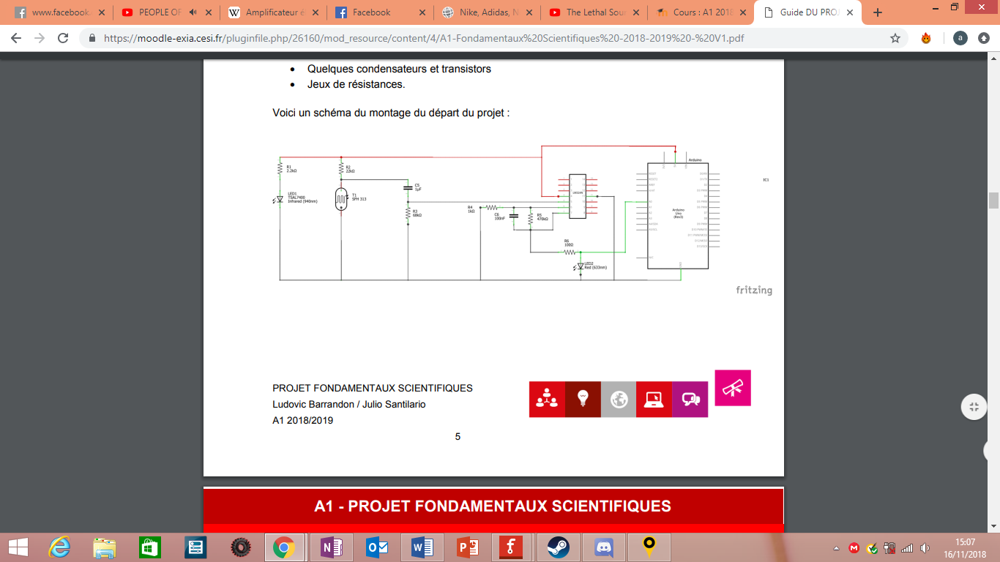 www.facebook.
PEOPLE OF
Amplificateur é
Facebook
Nike, Adidas, N
The Lethal Sour
Cours : A1 2018
Guide DU PROJ
https://moodle-exia.cesi.fr/pluginfile.php/26160/mod_resource/content/4/A1-Fondamentaux%20Scientifiques%20-2018-2019%20-%20V1.pdf
a
• Quelques condensateurs et transistors
• Jeux de résistances.
Voici un schéma du montage du départ du projet :
R1
2.2kΩ
R2
22kΩ
LED1
TSAL7400
Infrared (940nm)
T1
SFH 313
C5
1µF
R3
68kΩ
R4
1kΩ
C6
100nF
R5
470kΩ
R6
100Ω
LED2
Red (633nm)
LM324N
Arduino
Arduino
Uno
(Rev3)
IC1
fritzing
PROJET FONDAMENTAUX SCIENTIFIQUES
Ludovic Barrandon / Julio Santilario
A1 2018/2019
5
A1 - PROJET FONDAMENTAUX SCIENTIFIQUES
15:07
16/11/2018